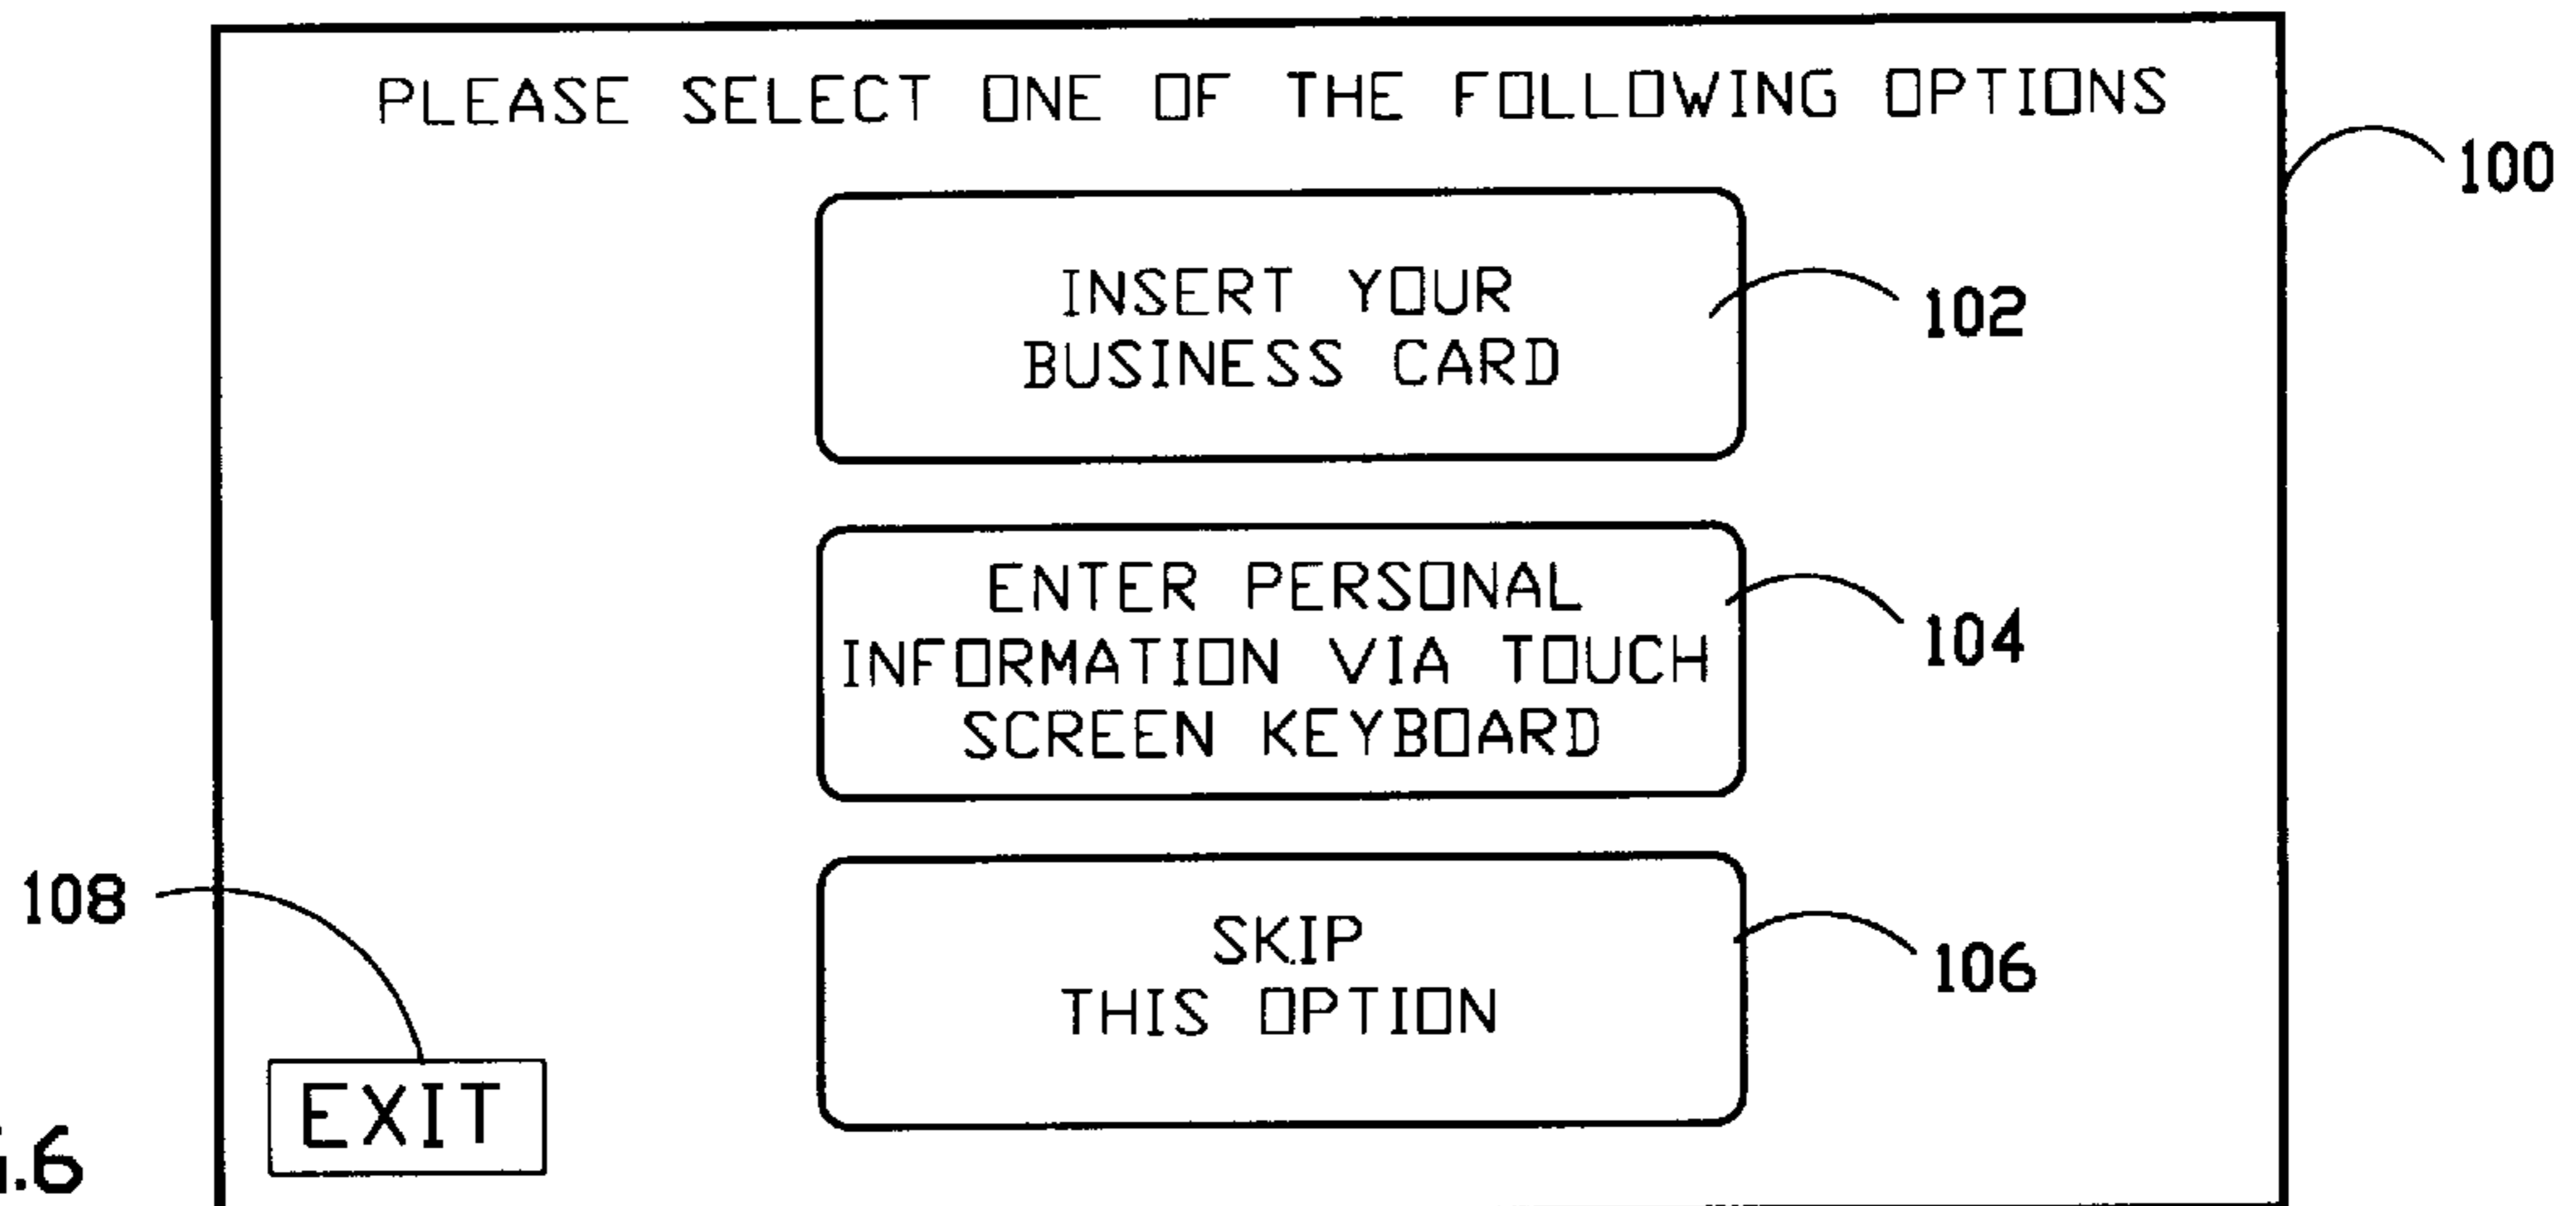 PLEASE SELECT ONE OF THE FOLLOWING OPTIONS
100
INSERT YOUR
BUSINESS CARD
102
ENTER PERSONAL
INFORMATION VIA TOUCH
SCREEN KEYBOARD
104
SKIP
THIS OPTION
106
108
EXIT
.6